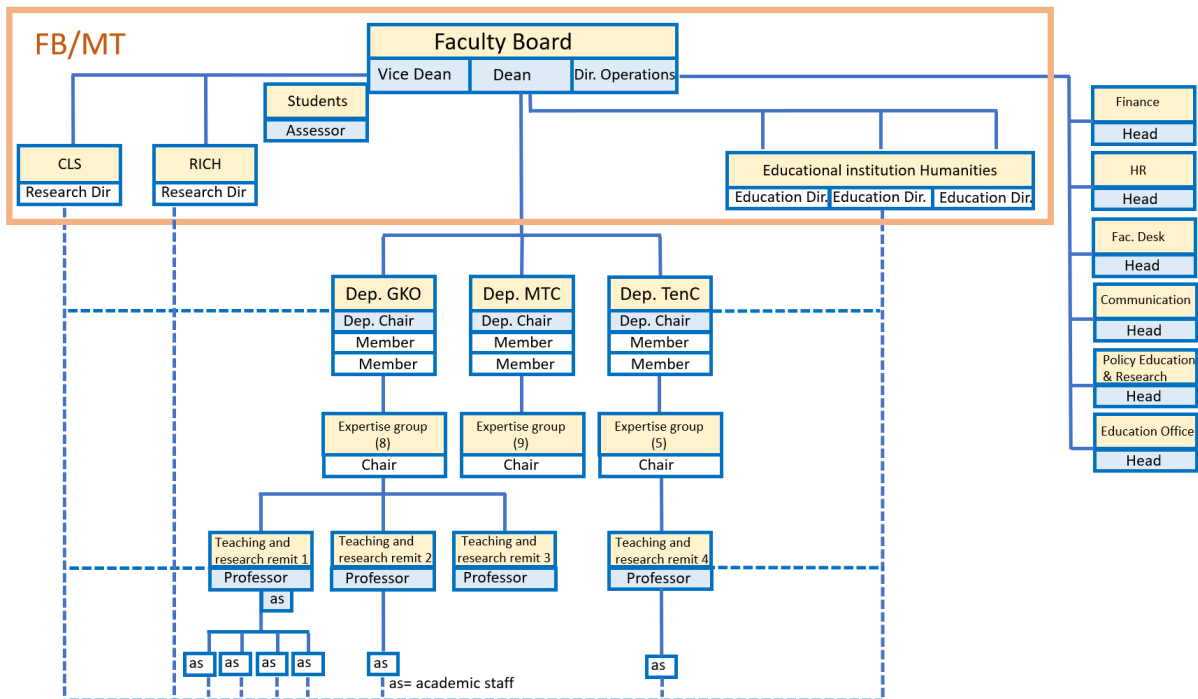 FB/MT
Faculty Board
Vice Dean
Dean
Dir. Operations
Students
Assessor
CLS
Research Dir
RICH
Research Dir
Educational institution Humanities
Education Dir.
Education Dir.
Education Dir.
Finance
Head
HR
Head
Fac. Desk
Head
Communication
Head
Policy Education
& Research
Head
Education Office
Head
Dep. GKO
Dep. Chair
Member
Member
Dep. MTC
Dep. Chair
Member
Member
Dep. TenC
Dep. Chair
Member
Member
Expertise group
(8)
Chair
Expertise group
(9)
Chair
Expertise group
(5)
Chair
Teaching and
research remit 1
Professor
as
Teaching and
research remit 2
Professor
Teaching and
research remit 3
Professor
Teaching and
research remit 4
Professor
as
as
as
as
as
as
as= academic staff